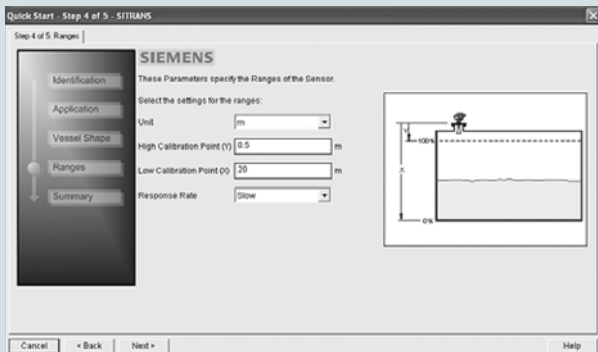 Quick Start - Step 4 of 5 - SITRANS
Step 4 of 5: Ranges
SIEMENS
Identification
Application
Vessel Shape
Ranges
Summary
These Parameters specify the Ranges of the Sensor.
Select the settings for the ranges:
Unit
m
High Calibration Point (Y)
0.5
m
Low Calibration Point (X)
20
m
Response Rate
Slow
Y
100%
X
0%
Cancel
< Back
Next >
Help